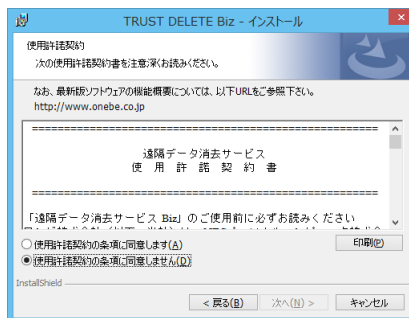 TRUST DELETE Biz - インストール
使用許諾契約
次の使用許諾契約書を注意深くお読みください。
なお、最新版ソフトウェアの機能概要については、以下URLをご参照下さい。
http://www.onebe.co.jp
遠隔データ消去サービス
使 用 許 諾 契 約 書
「遠隔データ消去サービス Biz」のご使用前に必ずお読みください
使用許諾契約の条項に同意します(A)
印刷(P)
使用許諾契約の条項に同意しません(D)
InstallShield
< 戻る(B)
次へ(N) >
キャンセル